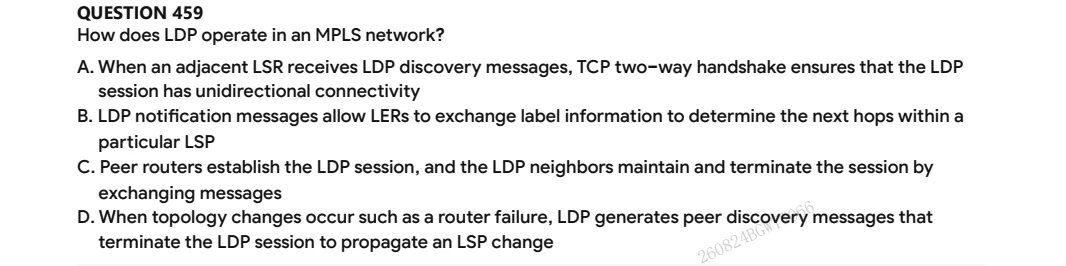 QUESTION 459
How does LDP operate in an MPLS network?
A. When an adjacent LSR receives LDP discovery messages, TCP two-way handshake ensures that the LDP
session has unidirectional connectivity
B. LDP notification messages allow LERs to exchange label information to determine the next hops within a
particular LSP
C. Peer routers establish the LDP session, and the LDP neighbors maintain and terminate the session by
exchanging messages
D. When topology changes occur such as a router failure, LDP generates peer discovery messages that
terminate the LDP session to propagate an LSP change